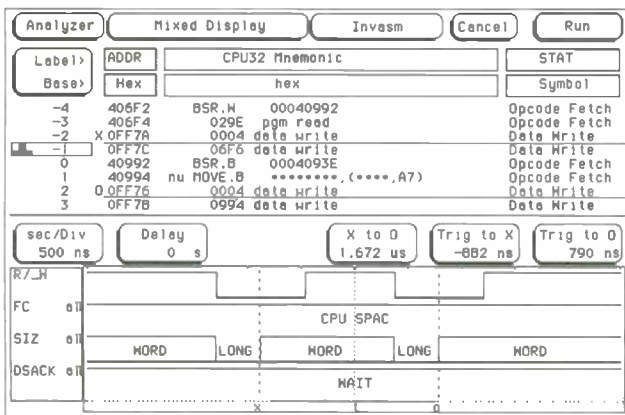 Analyzer Mixed Display Invasm Cancel Run
Label> ADDR CPU32 Mnemonic STAT
Base> Hex hex Symbol
-4 406F2 BSR.W 00040992 Opcode Fetch
-3 406F4 029E pgm read Opcode Fetch
-2 X 0FF7A 0004 data write Data Write
-1 0FF7C 06F6 data write Data Write
0 40992 BSR.B 0004093E Opcode Fetch
1 40994 nu MOVE.B ********,(****,A7) Opcode Fetch
2 O 0FF76 0004 data write Data Write
3 0FF78 0994 data write Data Write
sec/Div Delay X to O Trig to X Trig to O
500 ns 0 s 1.672 us -882 ns 790 ns
R/_W
FC all CPU SPAC
SIZ all WORD LONG WORD LONG WORD
DSACK all WAIT
X t O